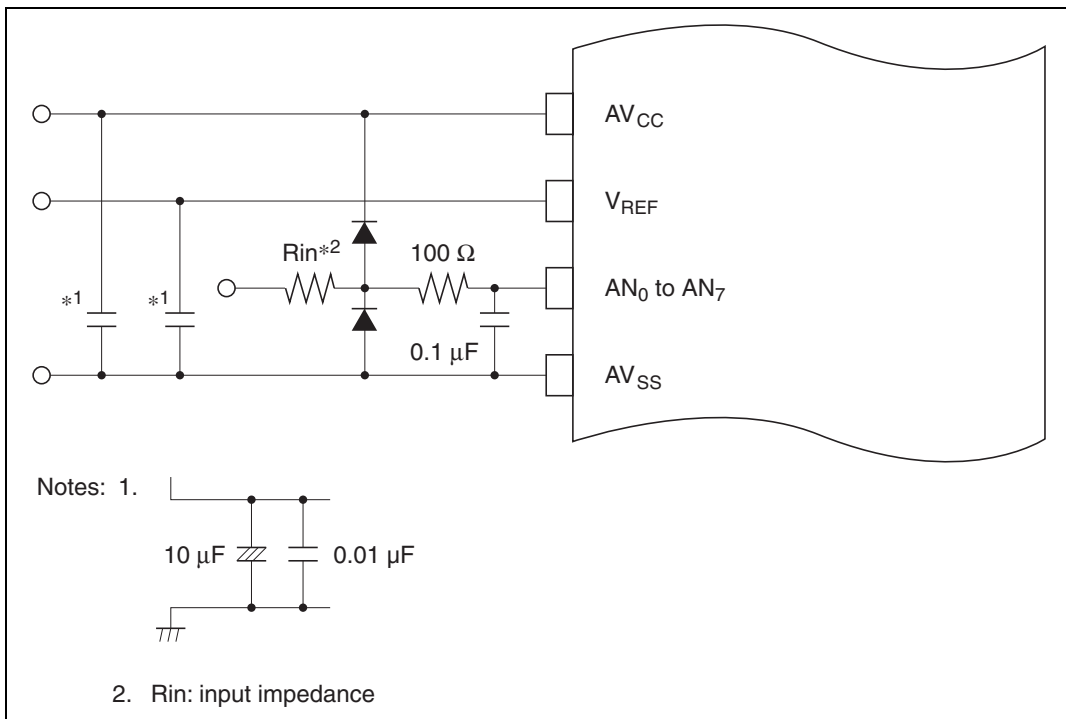 AVCC
VREF
Rin*2
100 Ω
AN0 to AN7
*1
*1
0.1 μF
AVSS
Notes: 1.
10 μF
0.01 μF
2. Rin: input impedance